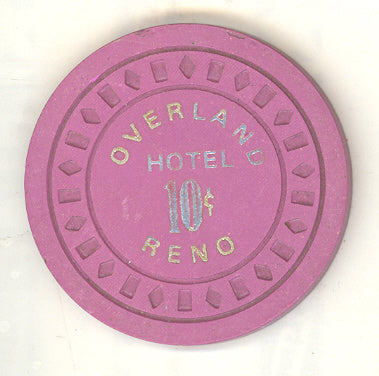 OVERLAND
HOTEL
10¢
RENO